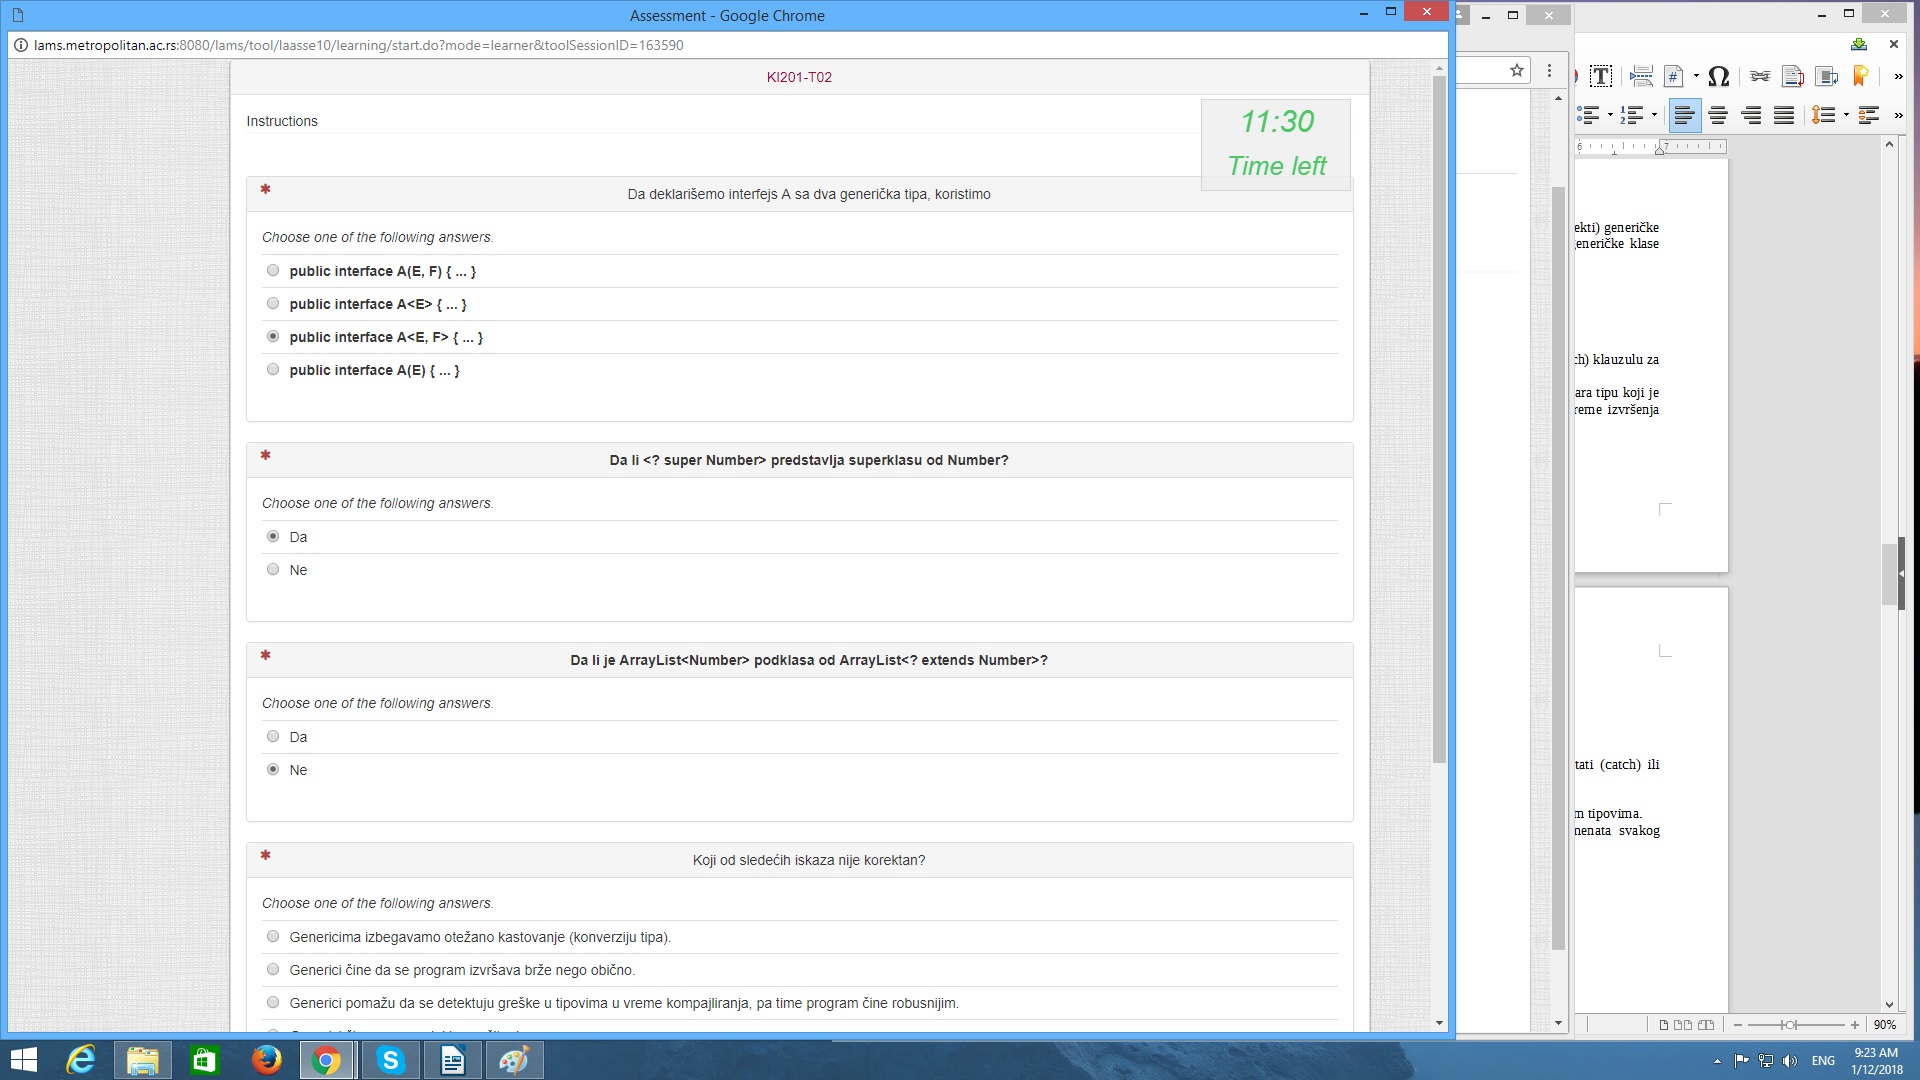 Assessment - Google Chrome
lams.metropolitan.ac.rs:8080/lams/tool/laasse10/learning/start.do?mode=learner&toolSessionID=163590
KI201-T02
Instructions
11:30
Time left
* Da deklarišemo interfejs A sa dva generička tipa, koristimo
Choose one of the following answers.
public interface A(E, F) { ... }
public interface A<E> { ... }
public interface A<E, F> { ... }
public interface A(E) { ... }
* Da li <? super Number> predstavlja superklasu od Number?
Choose one of the following answers.
Da
Ne
* Da li je ArrayList<Number> podklasa od ArrayList<? extends Number>?
Choose one of the following answers.
Da
Ne
* Koji od sledećih iskaza nije korektan?
Choose one of the following answers.
Genericima izbegavamo otežano kastovanje (konverziju tipa).
Generici čine da se program izvršava brže nego obično.
Generici pomažu da se detektuju greške u tipovima u vreme kompajliranja, pa time program čine robusnijim.
6 7
ekti) generičke
generičke klase
ch) klauzulu za
ara tipu koji je
reme izvršenja
tati (catch) ili
m tipovima.
menata svakog
90%
ENG
9:23 AM
1/12/2018